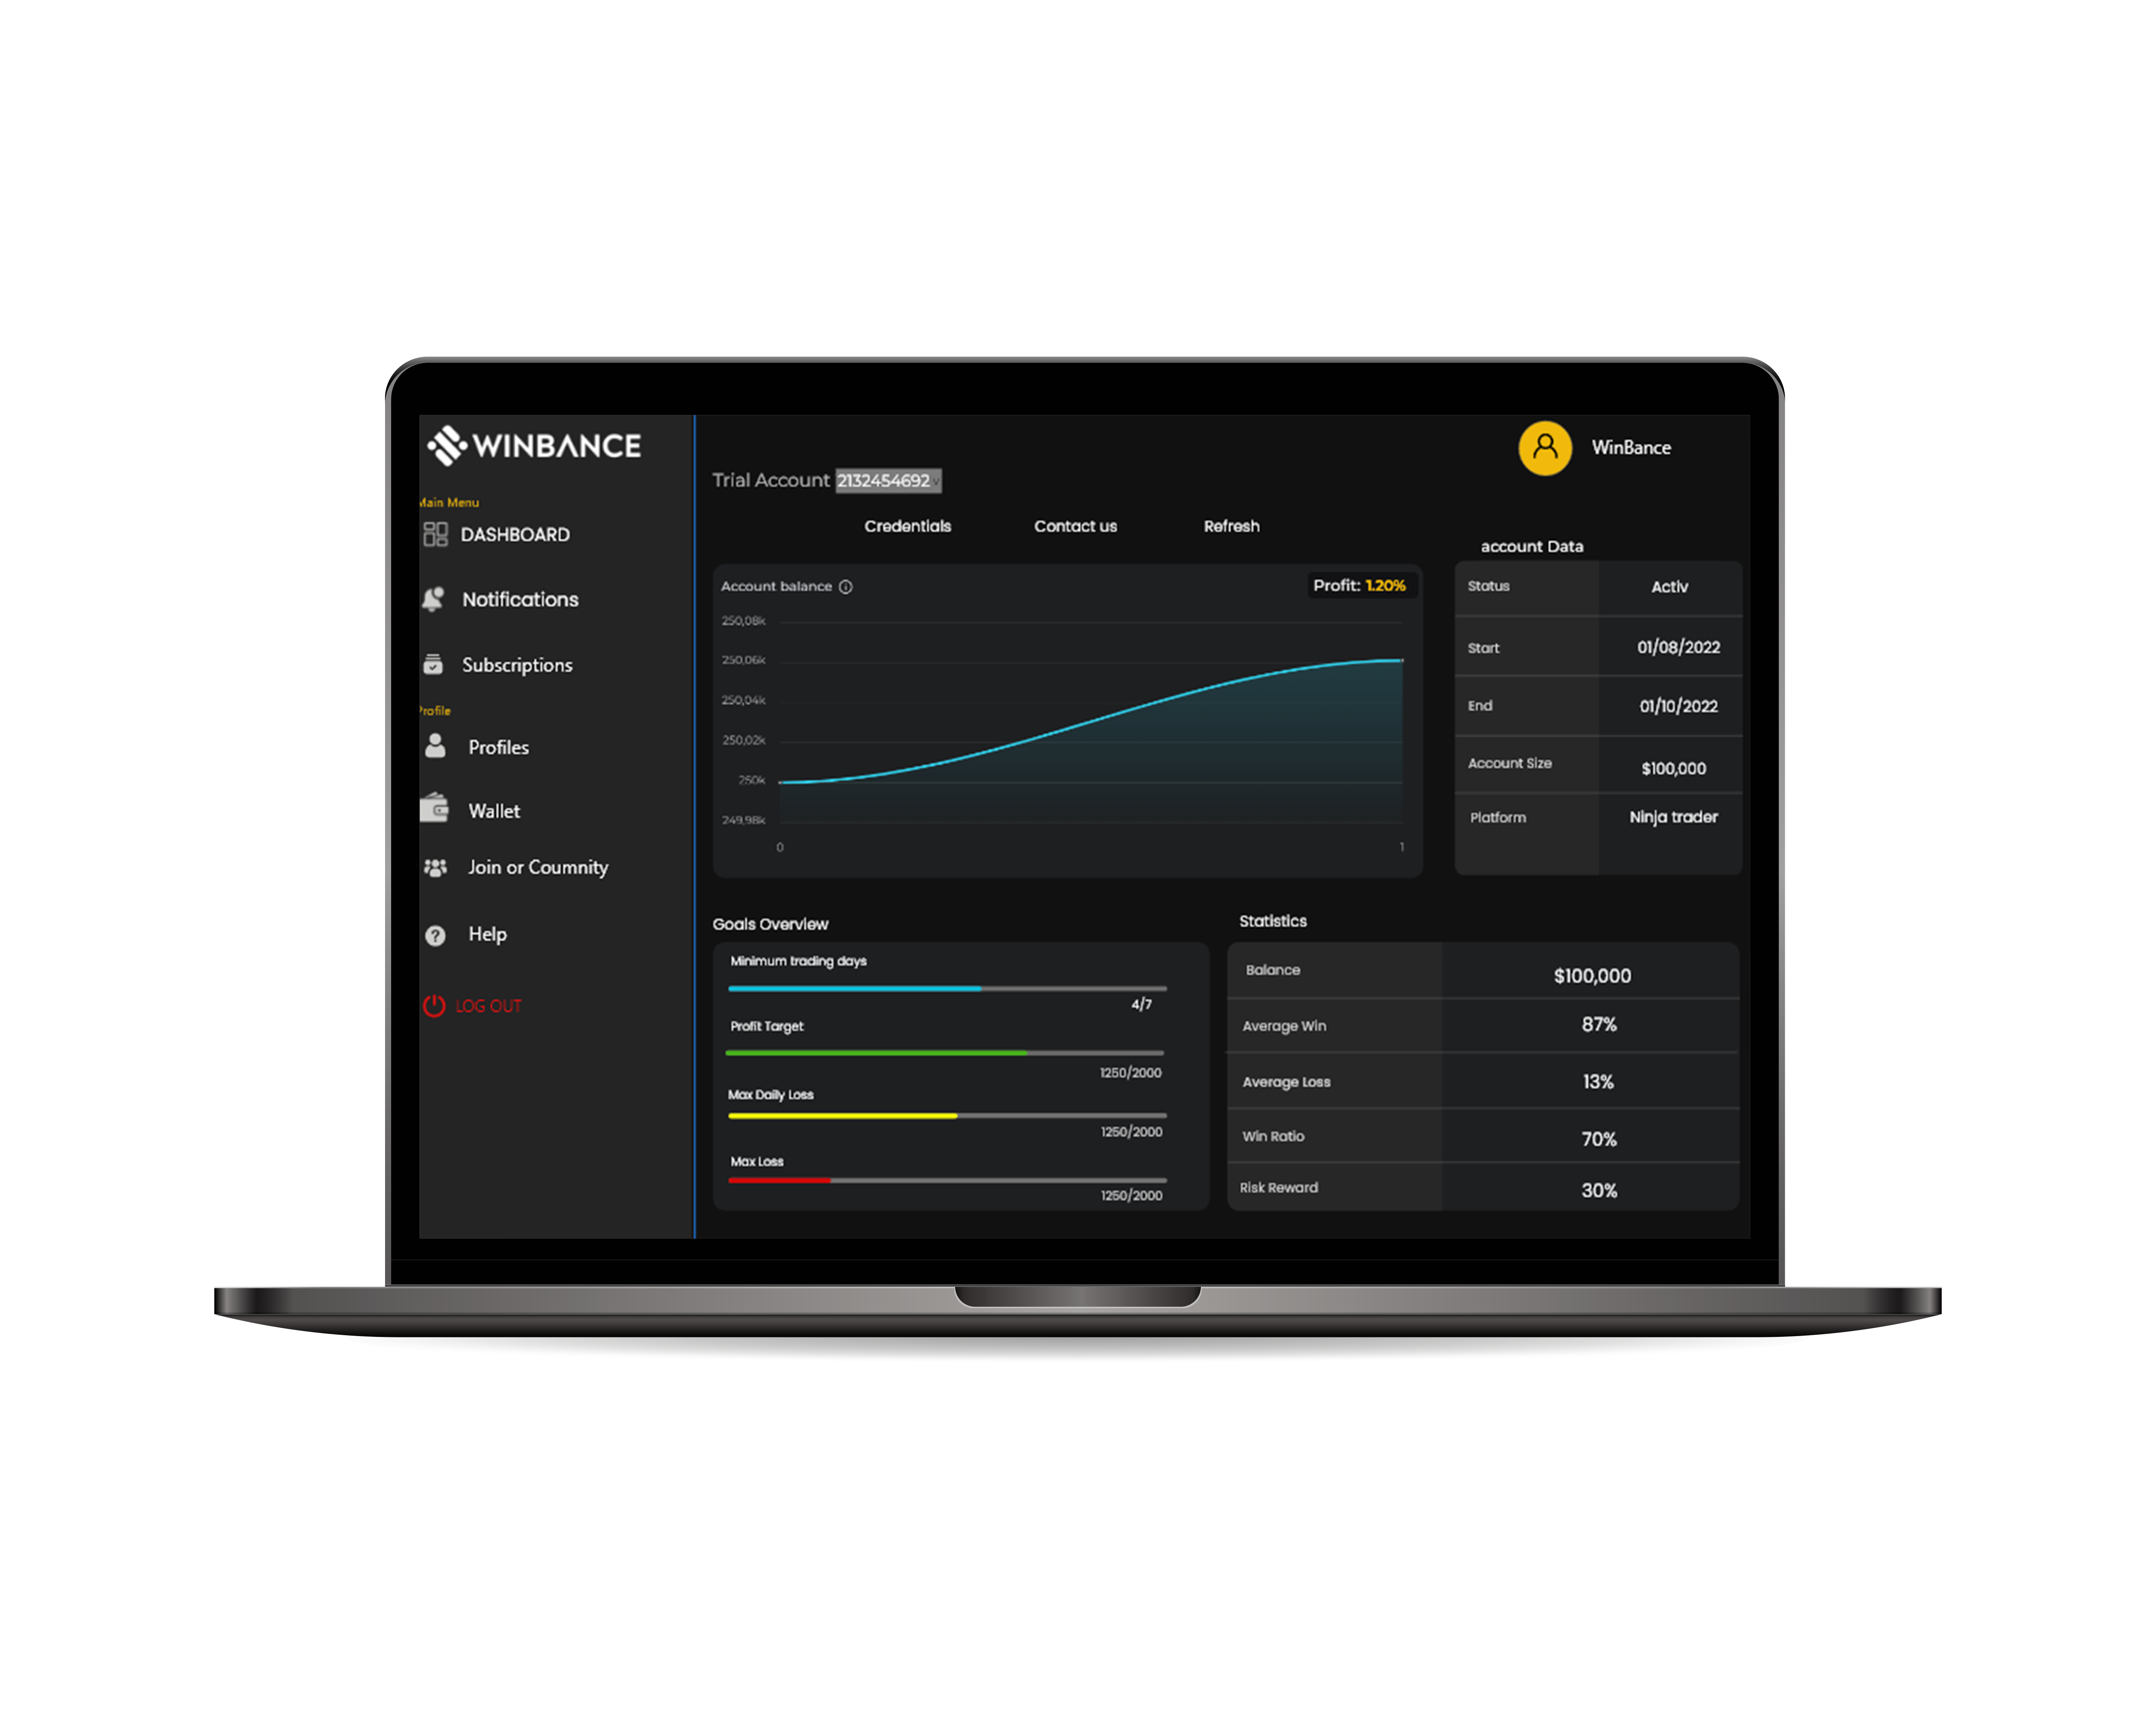 WINBANCE
Main Menu
DASHBOARD
Notifications
Subscriptions
Profile
Profiles
Wallet
Join or Coumnity
Help
LOG OUT
WinBance
Trial Account 2132454692
Credentials Contact us Refresh
Account balance
Profit: 1.20%
250,08k
250,06k
250,04k
250,02k
250k
249,98k
0 1
account Data
Status Activ
Start 01/08/2022
End 01/10/2022
Account Size $100,000
Platform Ninja trader
Goals Overview
Minimum trading days
4/7
Profit Target
1250/2000
Max Daily Loss
1250/2000
Max Loss
1250/2000
Statistics
Balance $100,000
Average Win 87%
Average Loss 13%
Win Ratio 70%
Risk Reward 30%